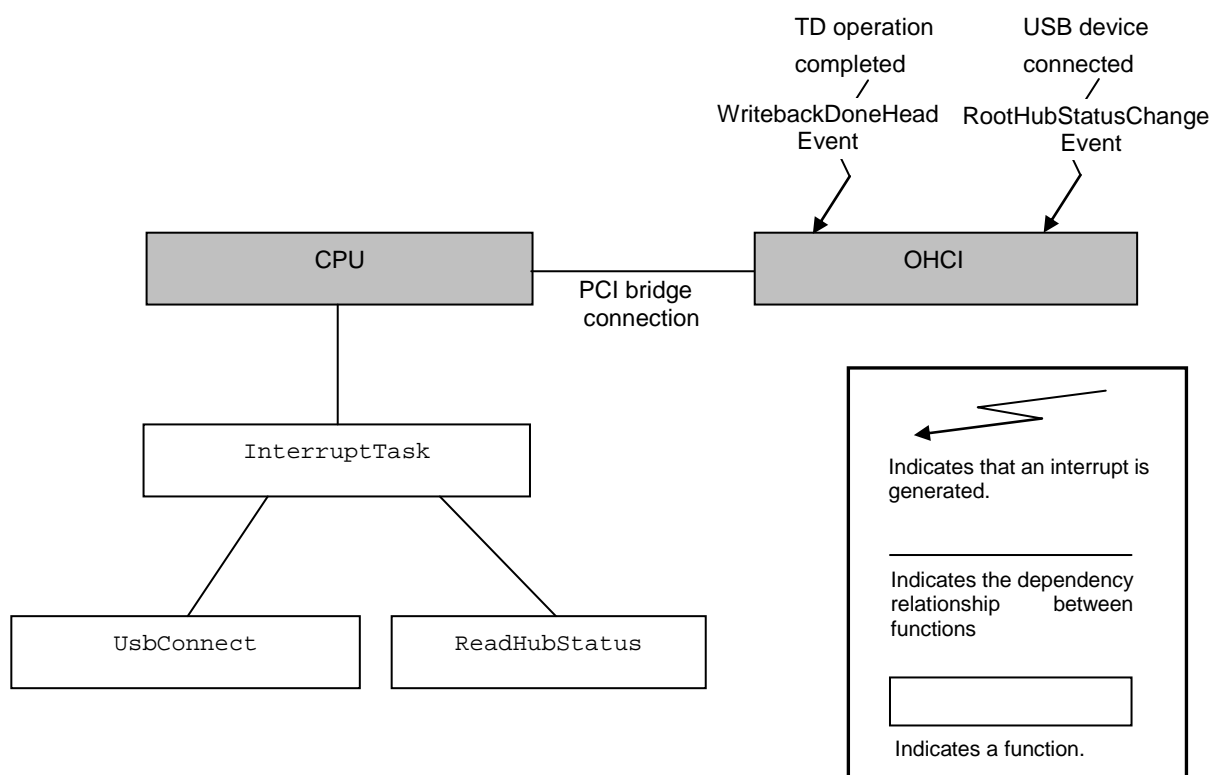 TD operation
completed
WritebackDoneHead
Event
USB device
connected
RootHubStatusChange
Event
CPU
OHCI
PCI bridge
connection
InterruptTask
UsbConnect
ReadHubStatus
Indicates that an interrupt is
generated.
Indicates the dependency
relationship between
functions
Indicates a function.